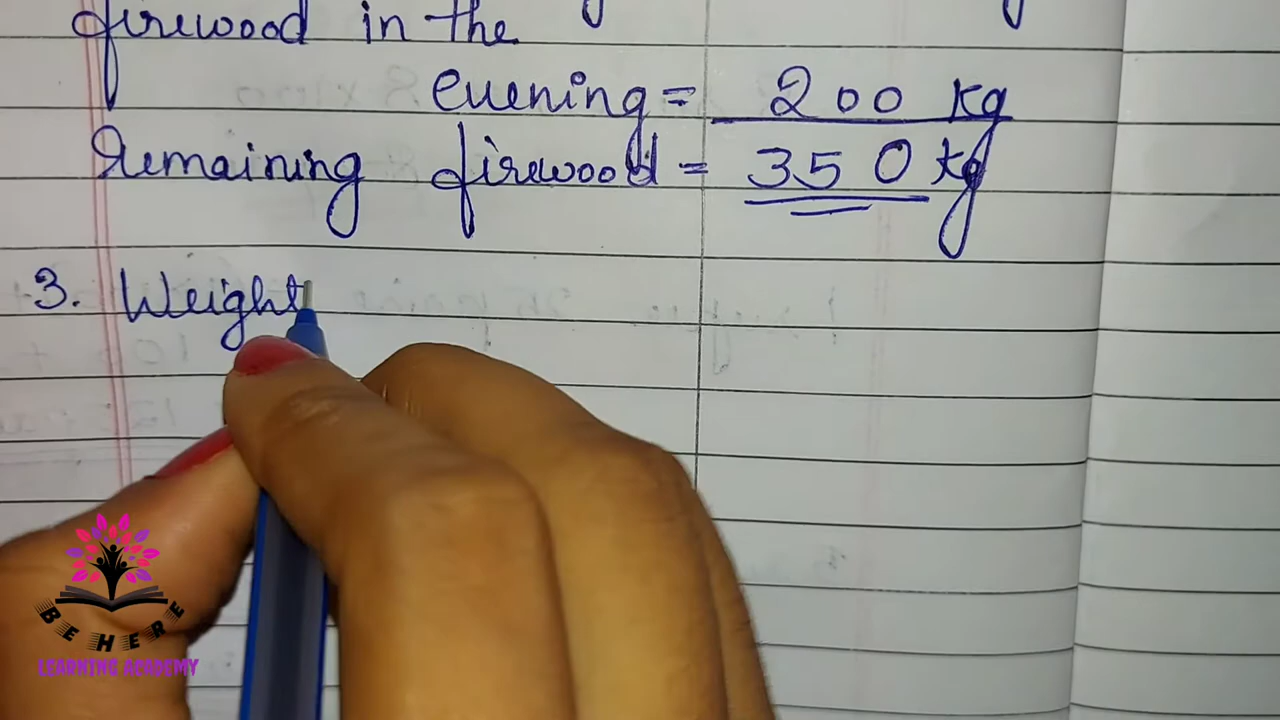 firewood in the
evening = 200 kg
Remaining firewood = 350 kg
3. Weight
BE HERE
LEARNING ACADEMY